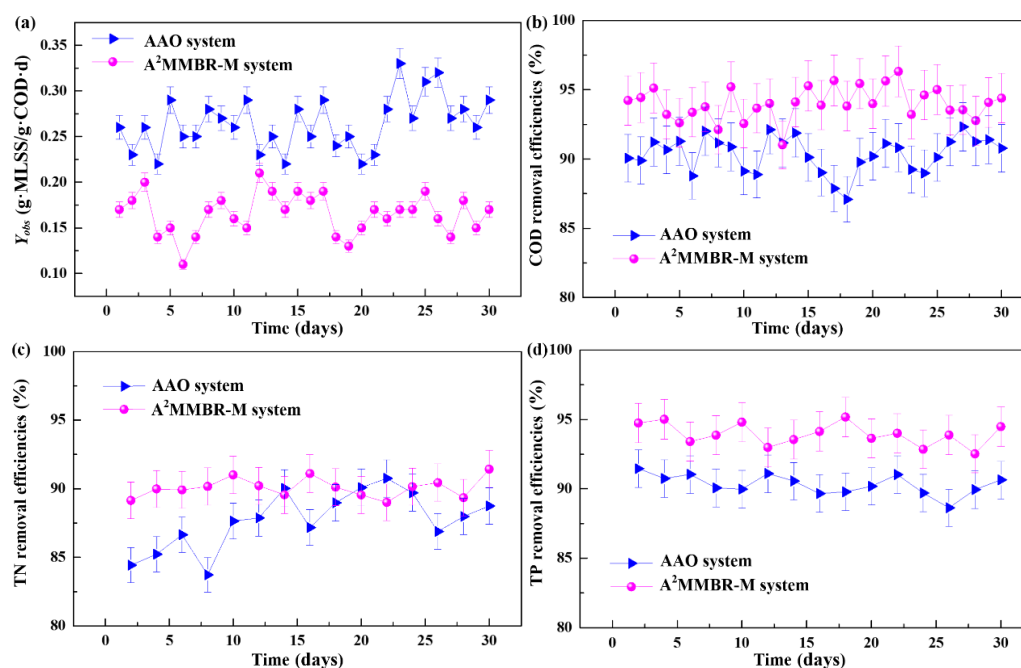 (a)
AAO system
A²MMBR-M system
0.35
0.30
0.25
0.20
0.15
0.10
Y_obs (g·MLSS/g·COD·d)
0 5 10 15 20 25 30
Time (days)
(b)
100
95
90
85
80
COD removal efficiencies (%)
AAO system
A²MMBR-M system
0 5 10 15 20 25 30
Time (days)
(c)
100
95
90
85
80
TN removal efficiencies (%)
AAO system
A²MMBR-M system
0 5 10 15 20 25 30
Time (days)
(d)
100
95
90
85
80
TP removal efficiencies (%)
AAO system
A²MMBR-M system
0 5 10 15 20 25 30
Time (days)